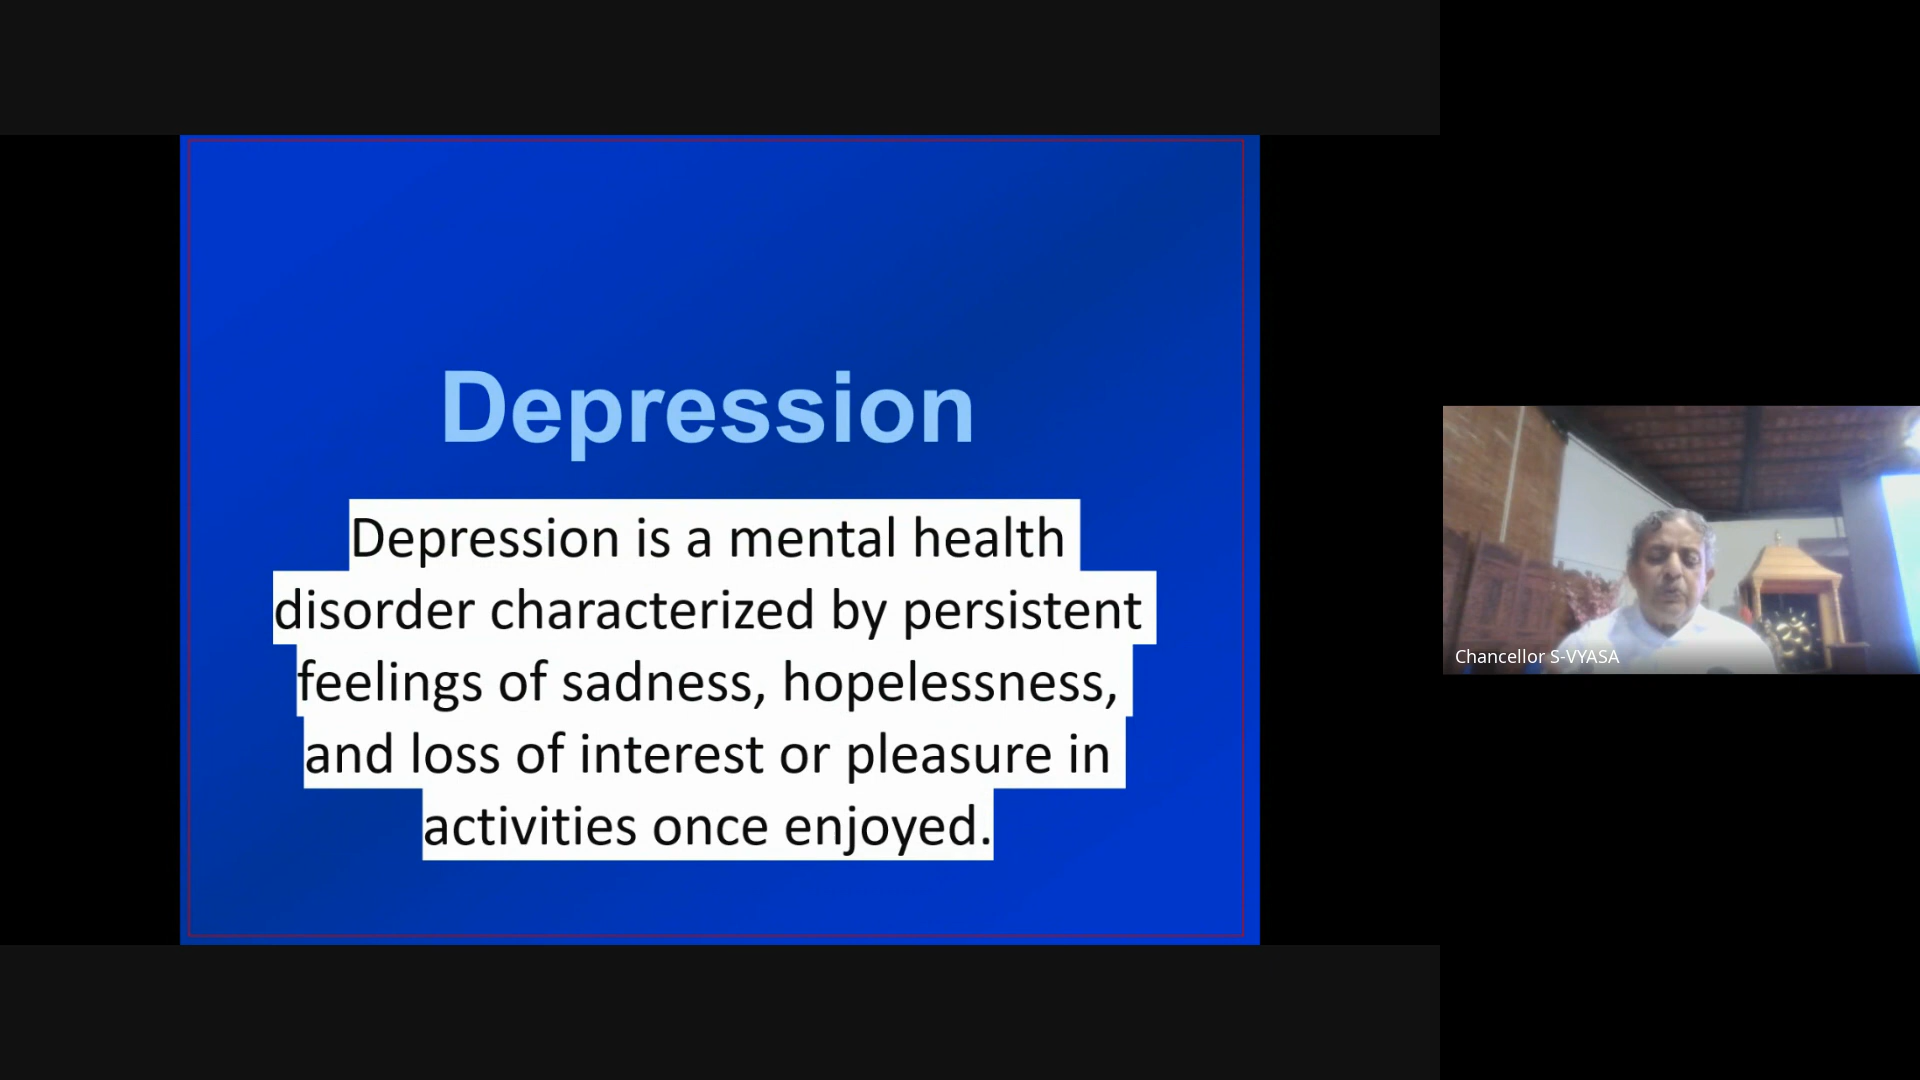 Depression
Depression is a mental health
disorder characterized by persistent
feelings of sadness, hopelessness,
and loss of interest or pleasure in
activities once enjoyed.
Chancellor S-VYASA